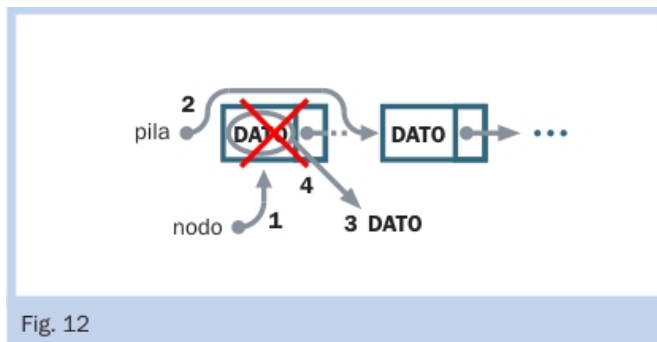 2
pila DATO DATO
4
nodo 1 3 DATO
Fig. 12